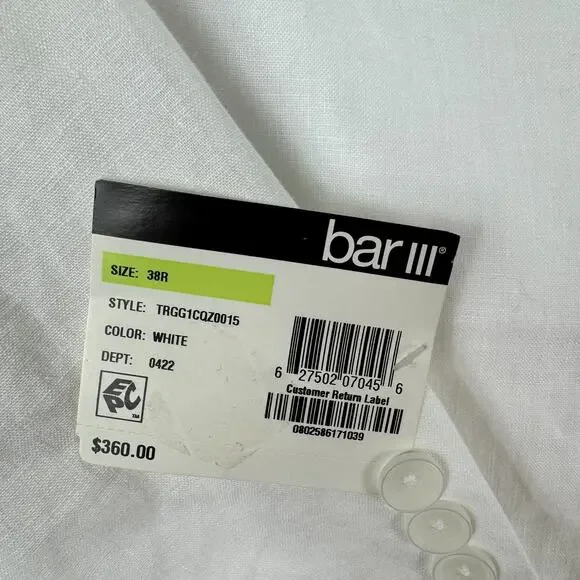 bar III®
SIZE: 38R
STYLE: TRGG1CQZ0015
COLOR: WHITE
DEPT: 0422
EPC™
$360.00
6 27502 07045 6
Customer Return Label
0802586171039